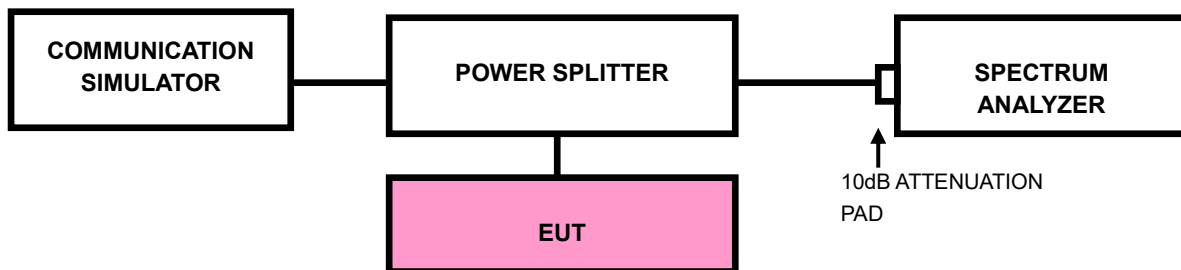 COMMUNICATION
SIMULATOR
POWER SPLITTER
SPECTRUM
ANALYZER
10dB ATTENUATION
PAD
EUT